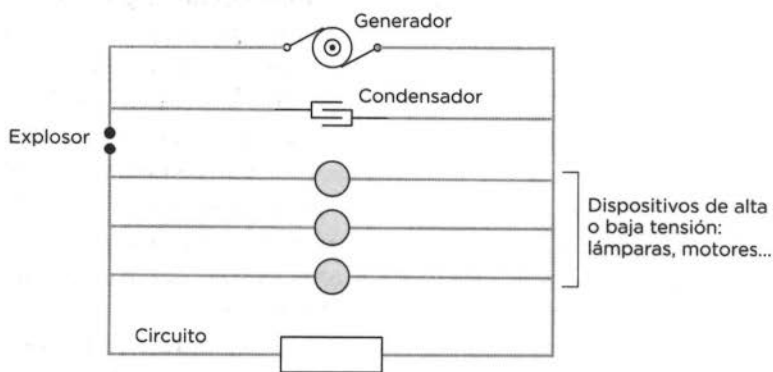 Generador
Condensador
Explosor
Dispositivos de alta
o baja tensión:
lámparas, motores...
Circuito